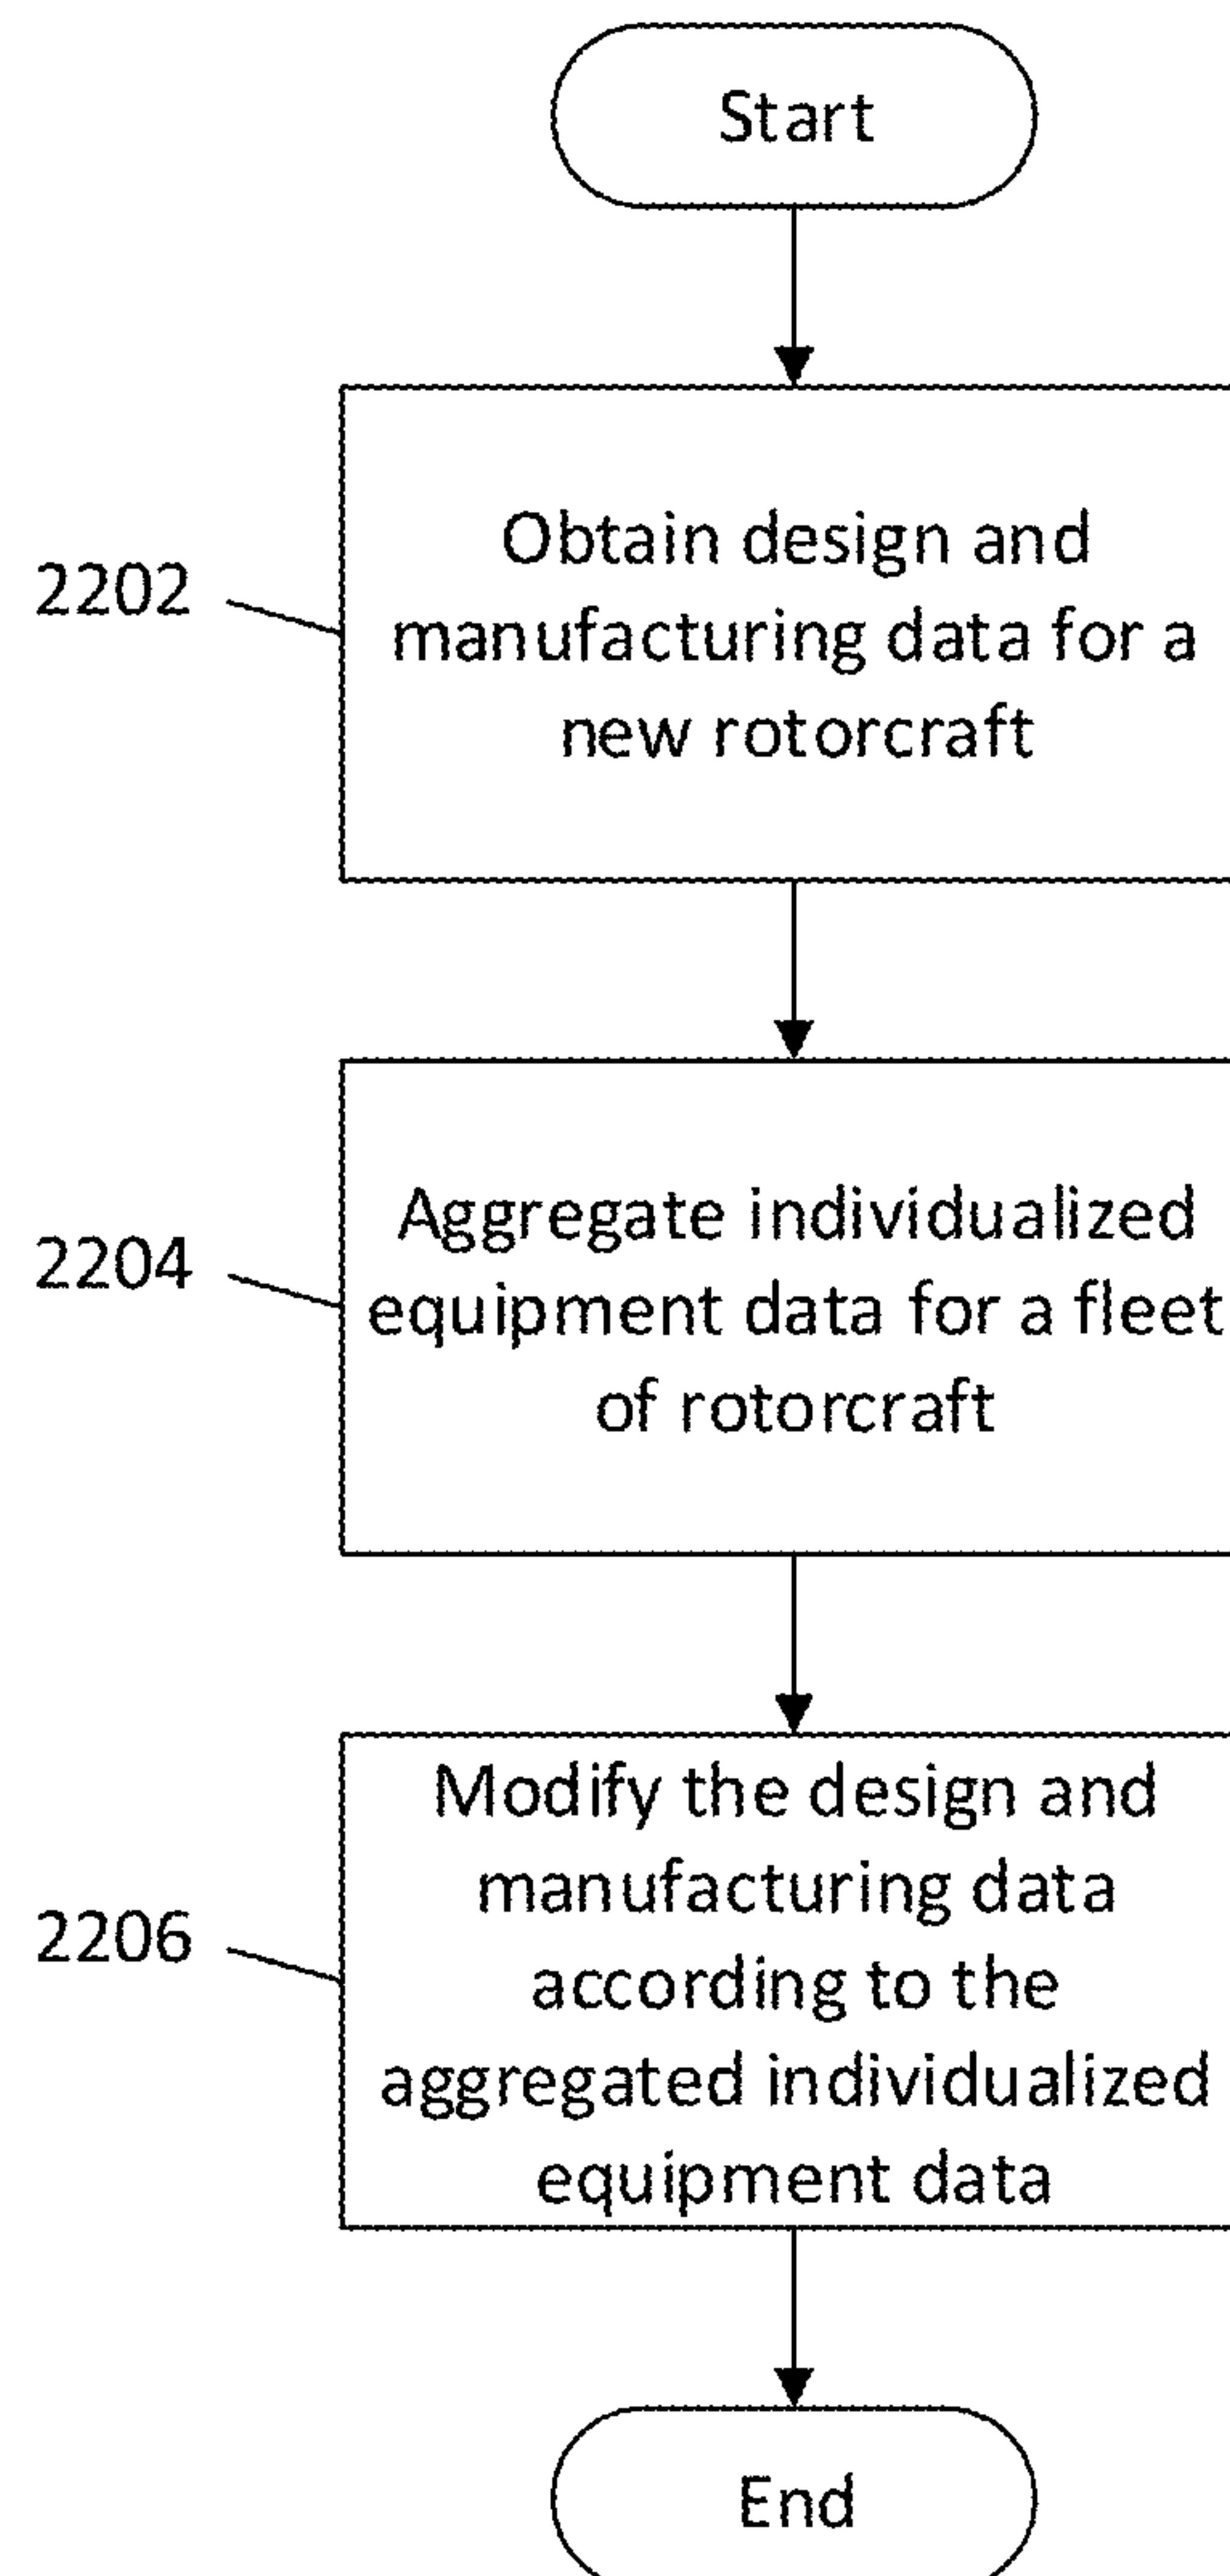 Start
2202
Obtain design and
manufacturing data for a
new rotorcraft
2204
Aggregate individualized
equipment data for a fleet
of rotorcraft
2206
Modify the design and
manufacturing data
according to the
aggregated individualized
equipment data
End